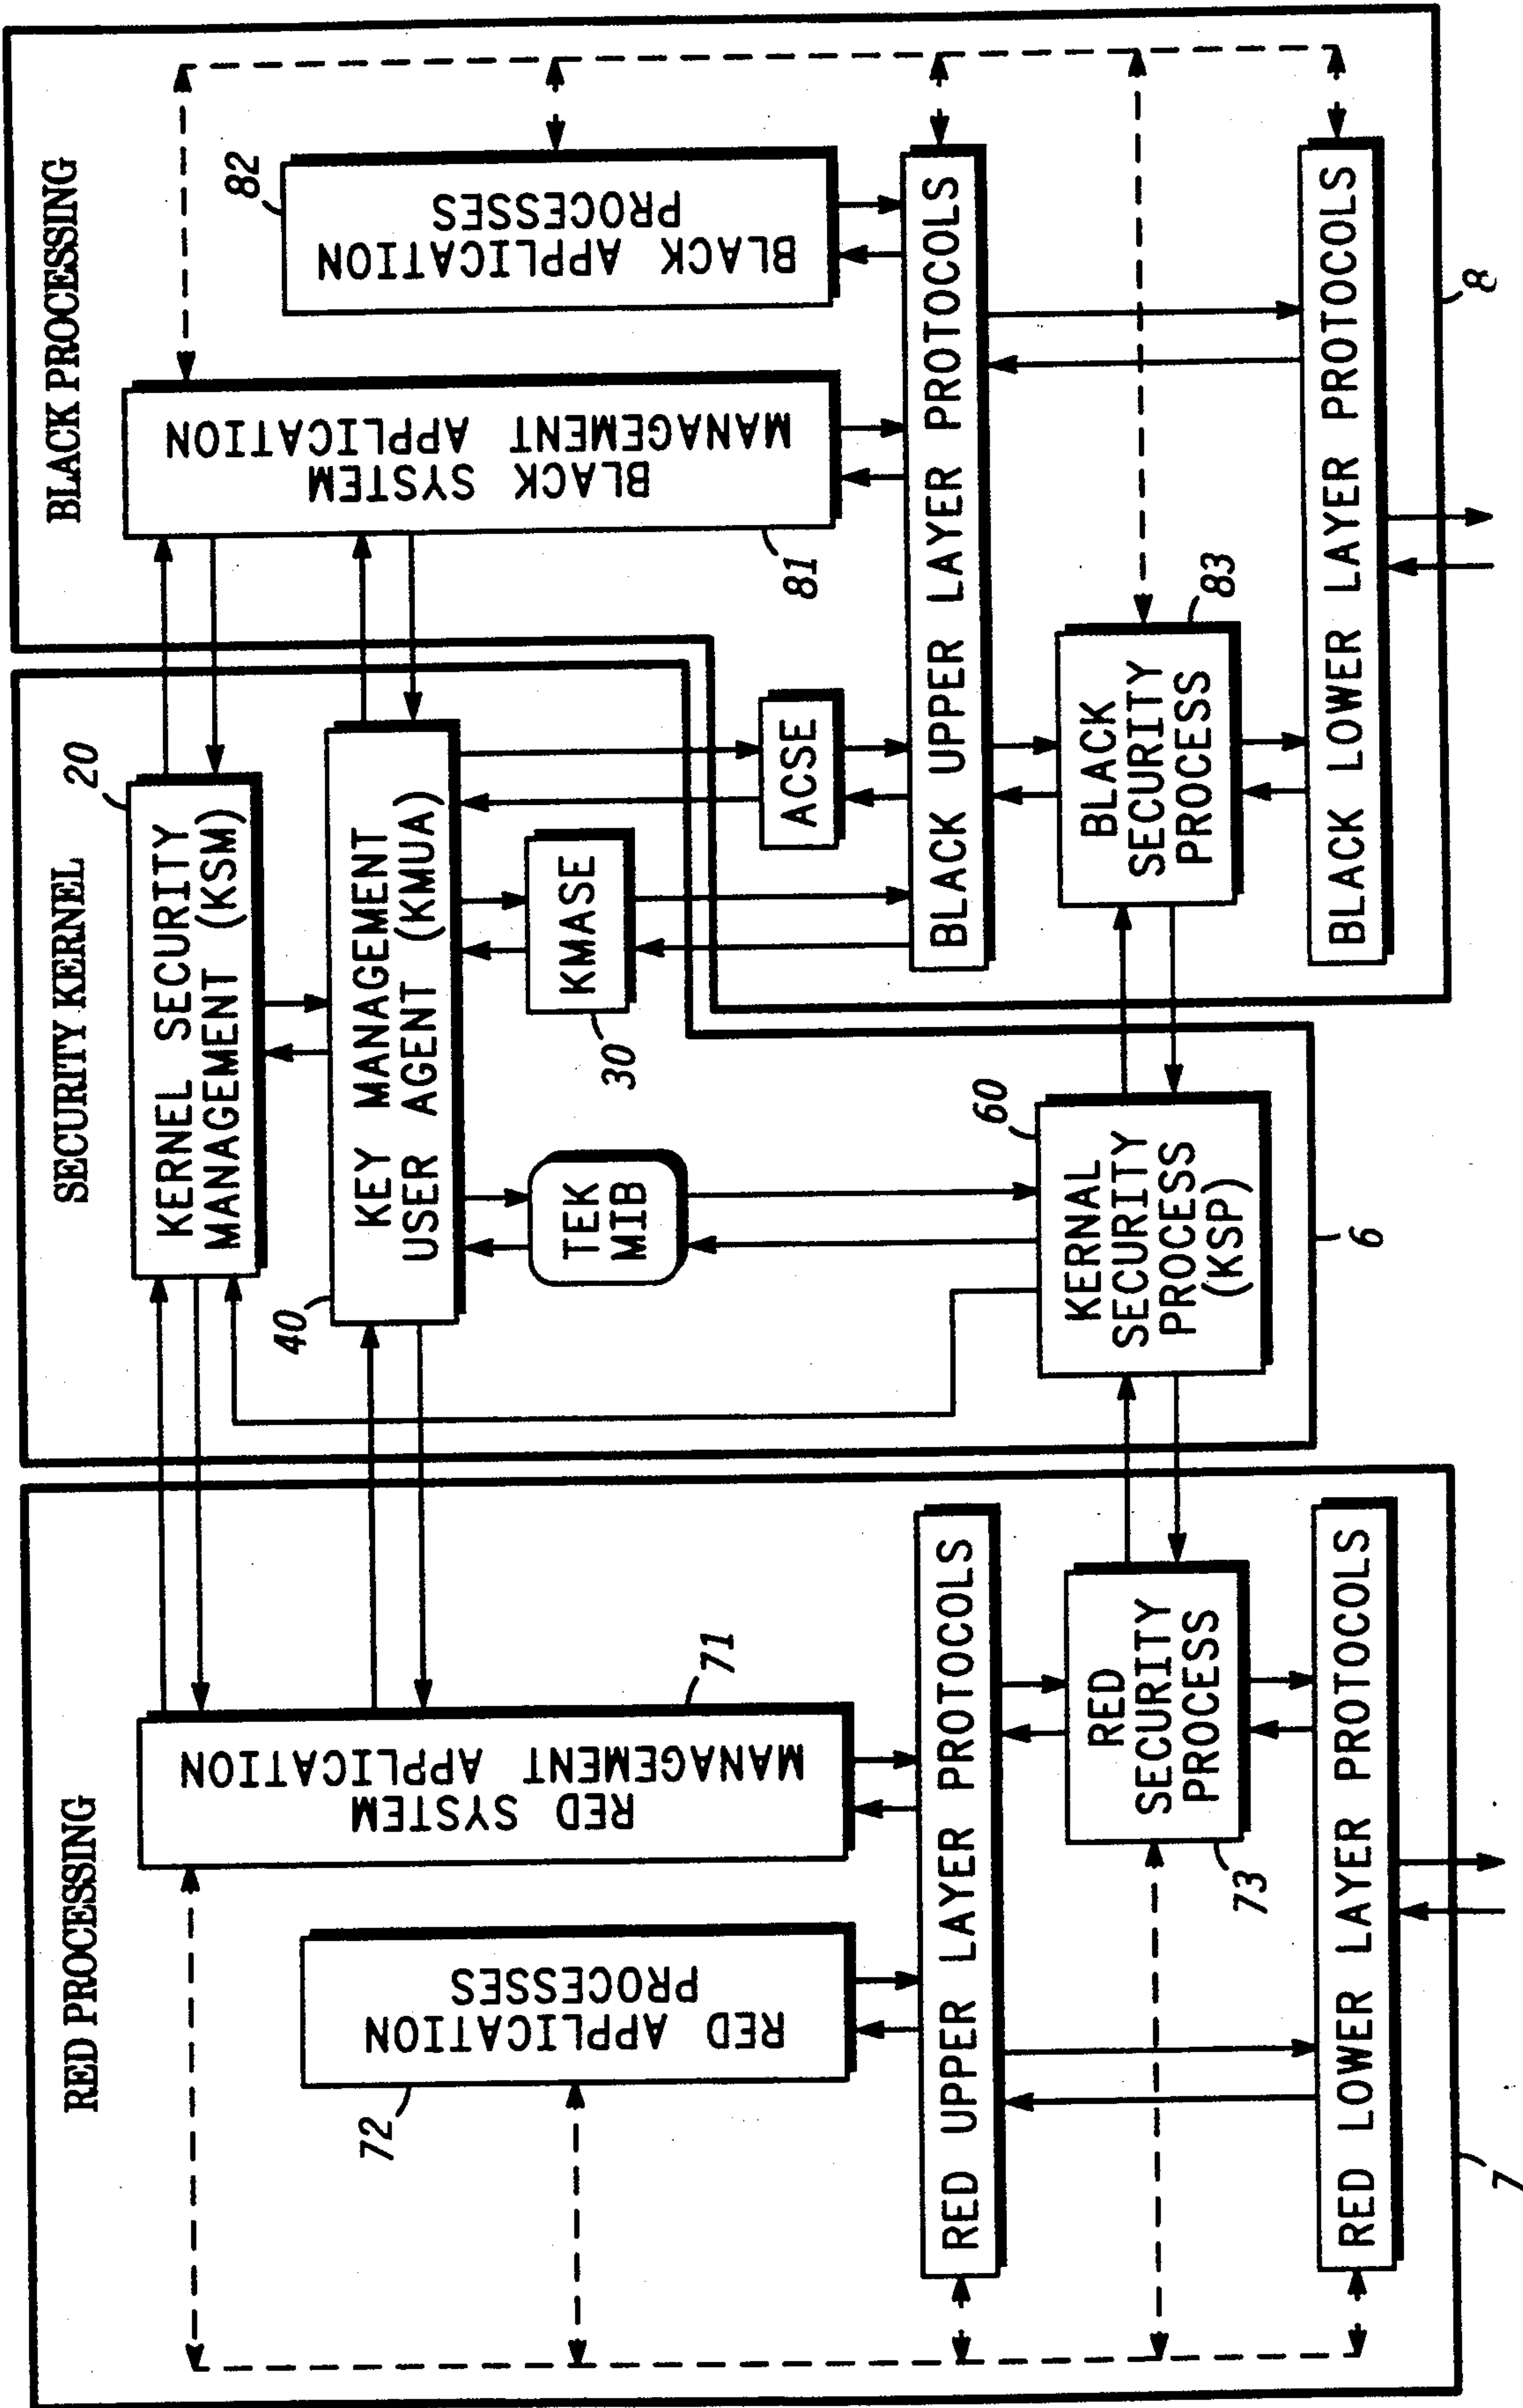 RED PROCESSING
72
RED APPLICATION
PROCESSES
RED SYSTEM
MANAGEMENT APPLICATION
71
RED UPPER LAYER PROTOCOLS
RED
SECURITY
PROCESS
73
RED LOWER LAYER PROTOCOLS
7
SECURITY KERNEL
20
KERNEL SECURITY
MANAGEMENT (KSM)
40
KEY MANAGEMENT
USER AGENT (KMUA)
TEK
MIB
KMASE
30
ACSE
60
KERNAL
SECURITY
PROCESS
(KSP)
6
BLACK PROCESSING
82
BLACK APPLICATION
PROCESSES
BLACK SYSTEM
MANAGEMENT APPLICATION
81
BLACK UPPER LAYER PROTOCOLS
BLACK
SECURITY
PROCESS
83
BLACK LOWER LAYER PROTOCOLS
8